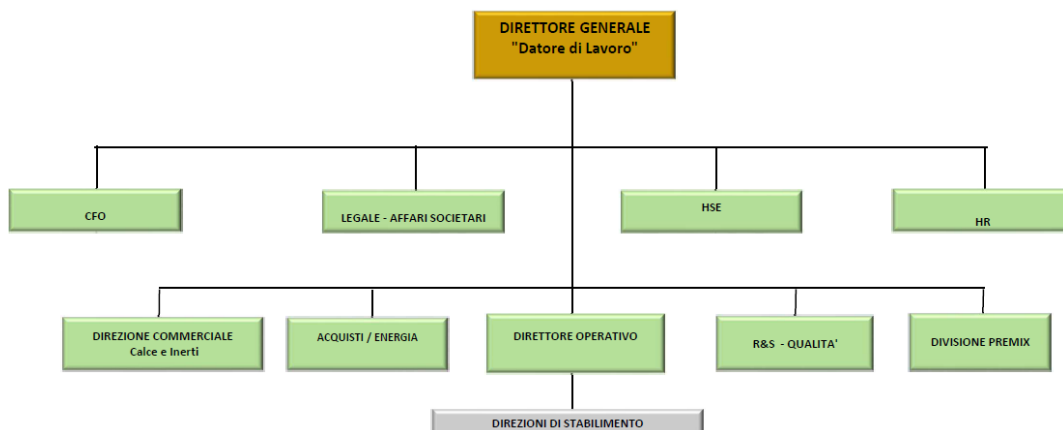 DIRETTORE GENERALE
"Datore di Lavoro"
CFO
LEGALE - AFFARI SOCIETARI
HSE
HR
DIREZIONE COMMERCIALE
Calce e Inerti
ACQUISTI / ENERGIA
DIRETTORE OPERATIVO
R&S - QUALITA'
DIVISIONE PREMIX
DIREZIONI DI STABILIMENTO